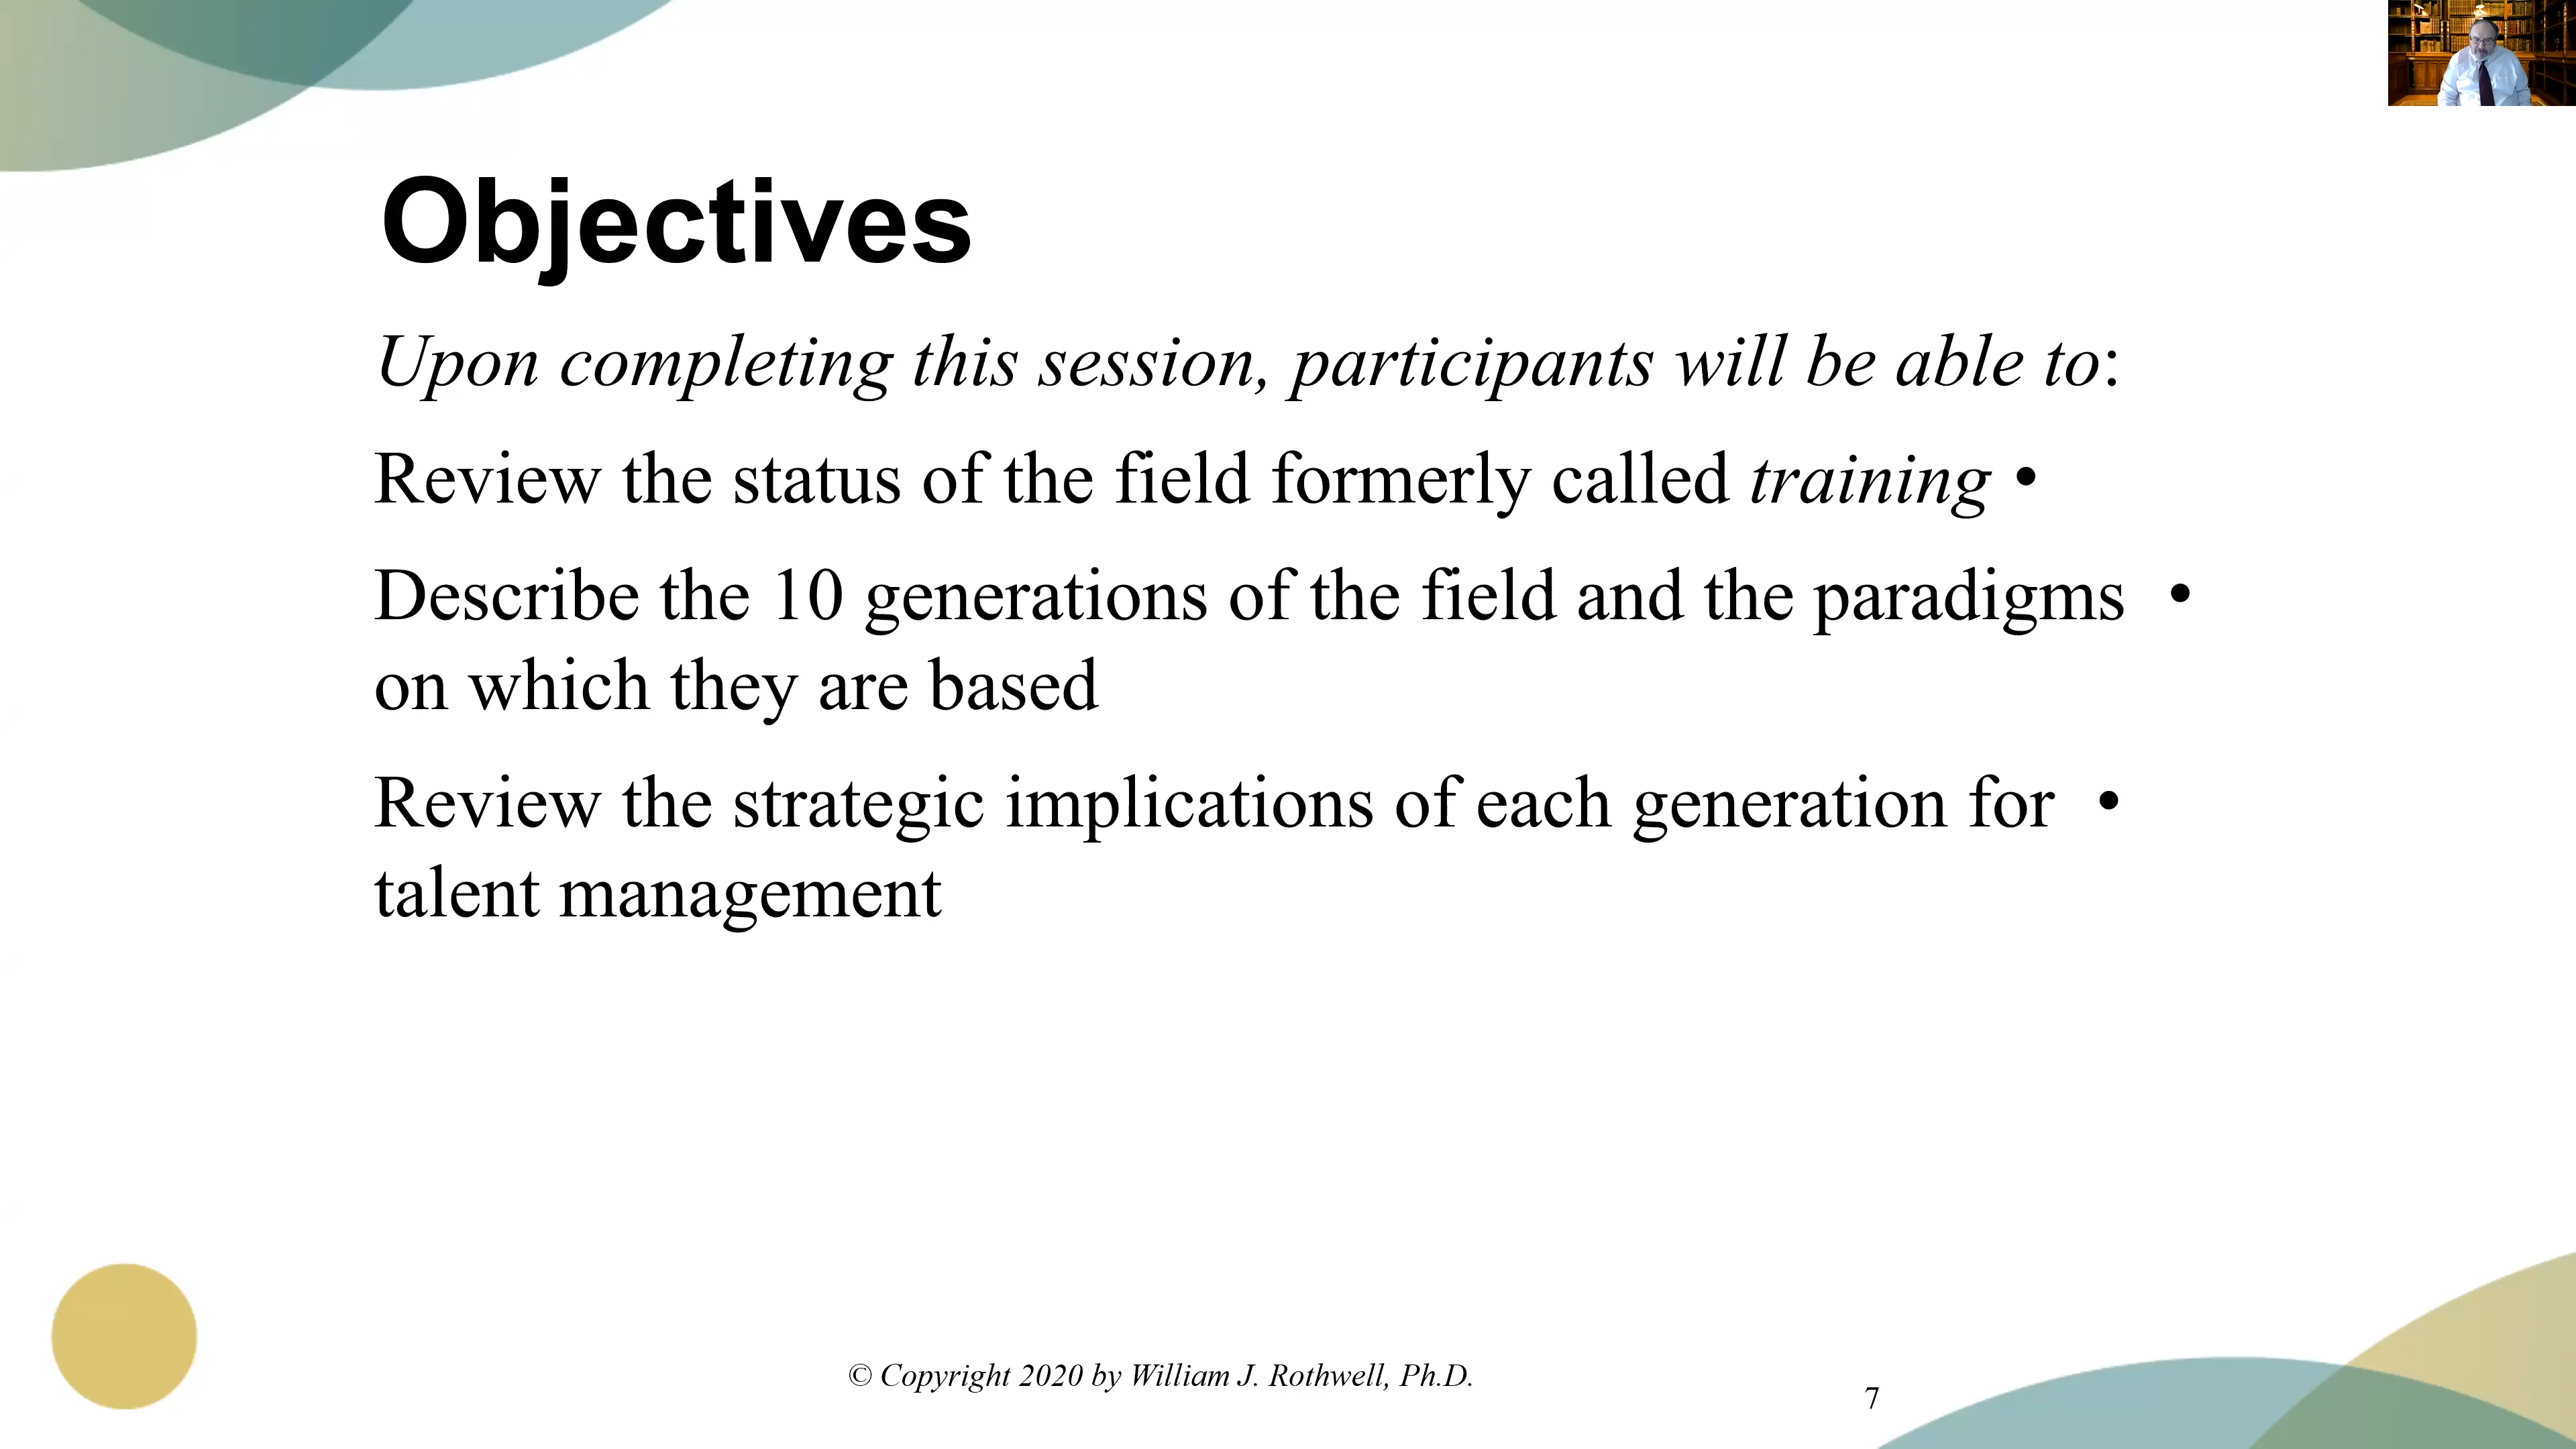 Objectives
Upon completing this session, participants will be able to:
Review the status of the field formerly called training •
Describe the 10 generations of the field and the paradigms •
on which they are based
Review the strategic implications of each generation for •
talent management
© Copyright 2020 by William J. Rothwell, Ph.D.
7